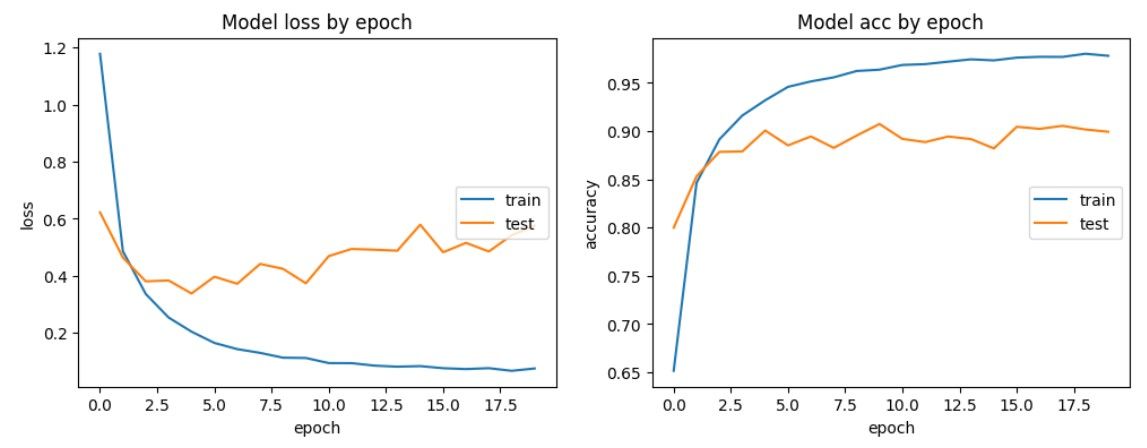 Model loss by epoch
1.2
1.0
0.8
0.6
0.4
0.2
loss
train
test
0.0 2.5 5.0 7.5 10.0 12.5 15.0 17.5
epoch
Model acc by epoch
0.95
0.90
0.85
0.80
0.75
0.70
0.65
accuracy
train
test
0.0 2.5 5.0 7.5 10.0 12.5 15.0 17.5
epoch